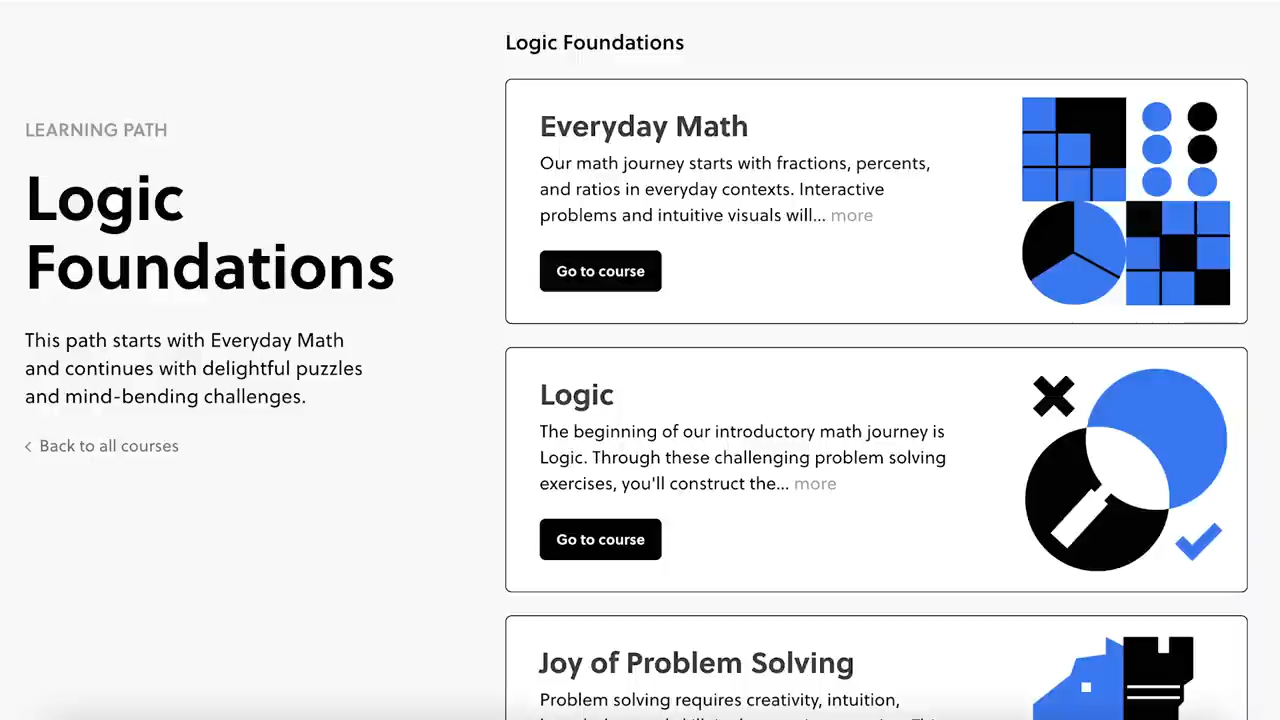 LEARNING PATH
Logic
Foundations
This path starts with Everyday Math
and continues with delightful puzzles
and mind-bending challenges.
‹ Back to all courses
Logic Foundations
Everyday Math
Our math journey starts with fractions, percents,
and ratios in everyday contexts. Interactive
problems and intuitive visuals will... more
Go to course
Logic
The beginning of our introductory math journey is
Logic. Through these challenging problem solving
exercises, you'll construct the... more
Go to course
Joy of Problem Solving
Problem solving requires creativity, intuition,